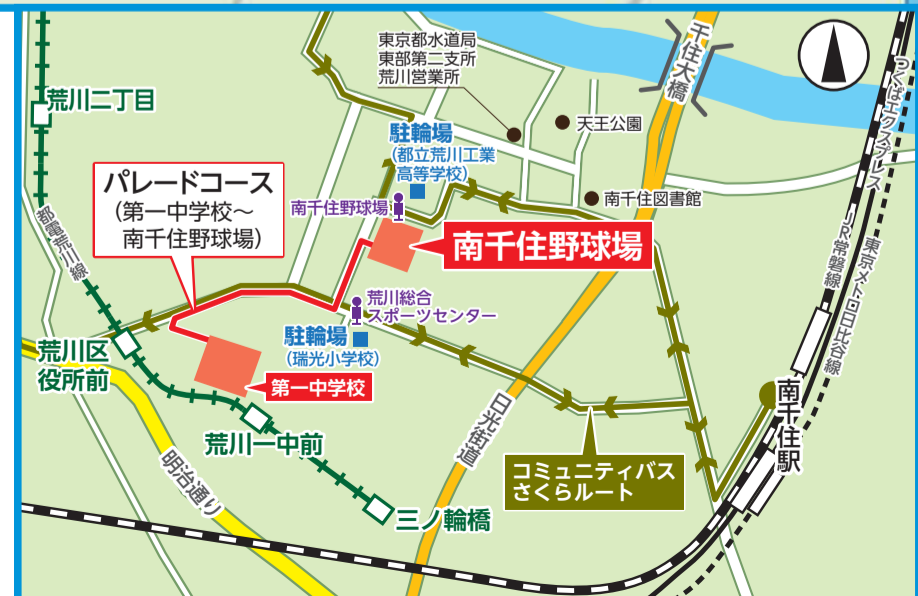 東京都水道局
東部第二支所
荒川営業所
千住大橋
つくばエクスプレス
荒川二丁目
天王公園
駐輪場
(都立荒川工業
高等学校)
パレードコース
(第一中学校～
南千住野球場)
南千住野球場
南千住図書館
都電荒川線
南千住野球場
JR常磐線
東京メトロ日比谷線
荒川総合
スポーツセンター
駐輪場
(瑞光小学校)
荒川区
役所前
第一中学校
南千住駅
日光街道
荒川一中前
明治通り
コミュニティバス
さくらルート
三ノ輪橋